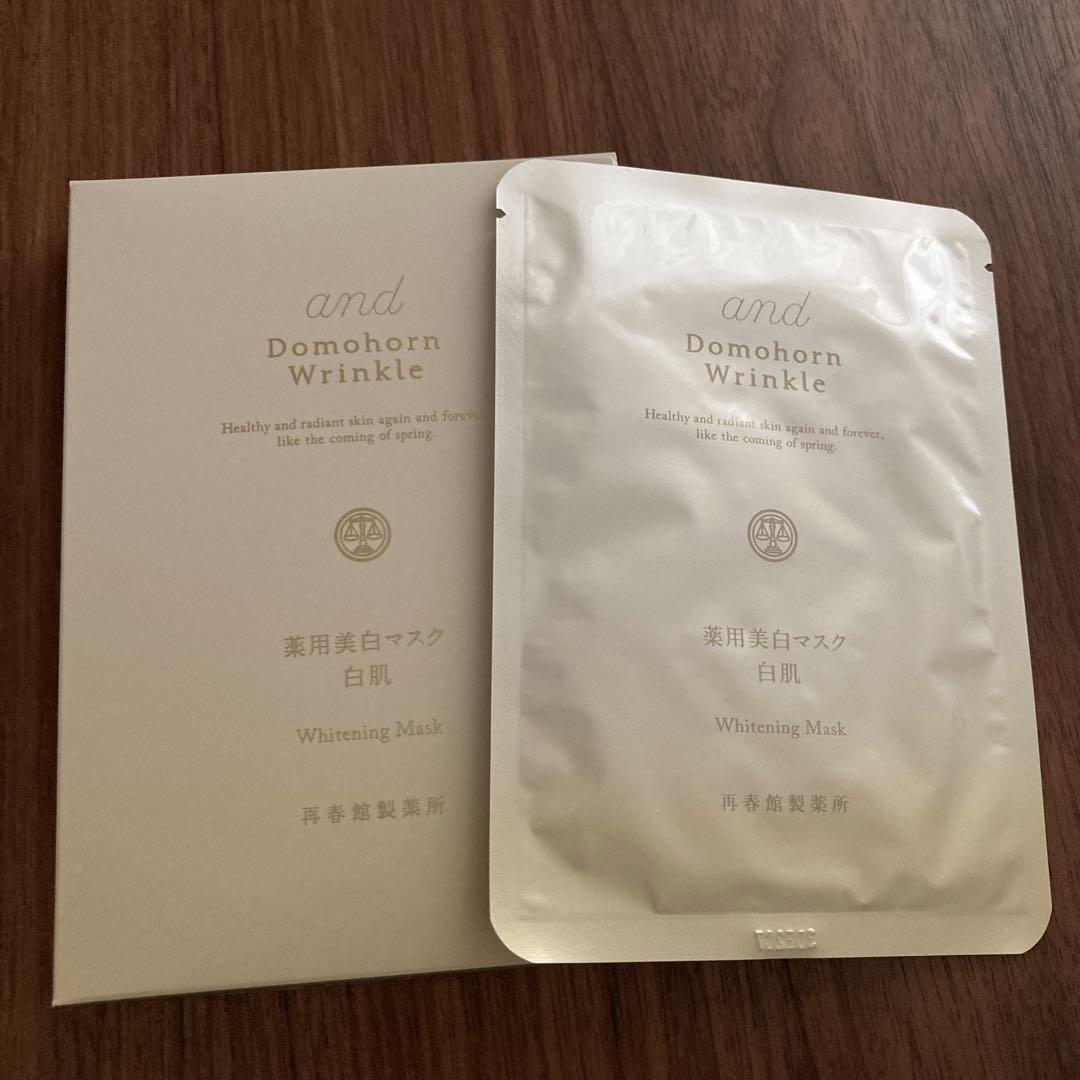 and
Domohorn
Wrinkle
Healthy and radiant skin again and
like the coming of spring.
薬用美白マスク
白肌
Whitening Mask
再春館製薬所
and
Domohorn
Wrinkle
Healthy and radiant skin again and forever,
like the coming of spring.
薬用美白マスク
白肌
Whitening Mask
再春館製薬所